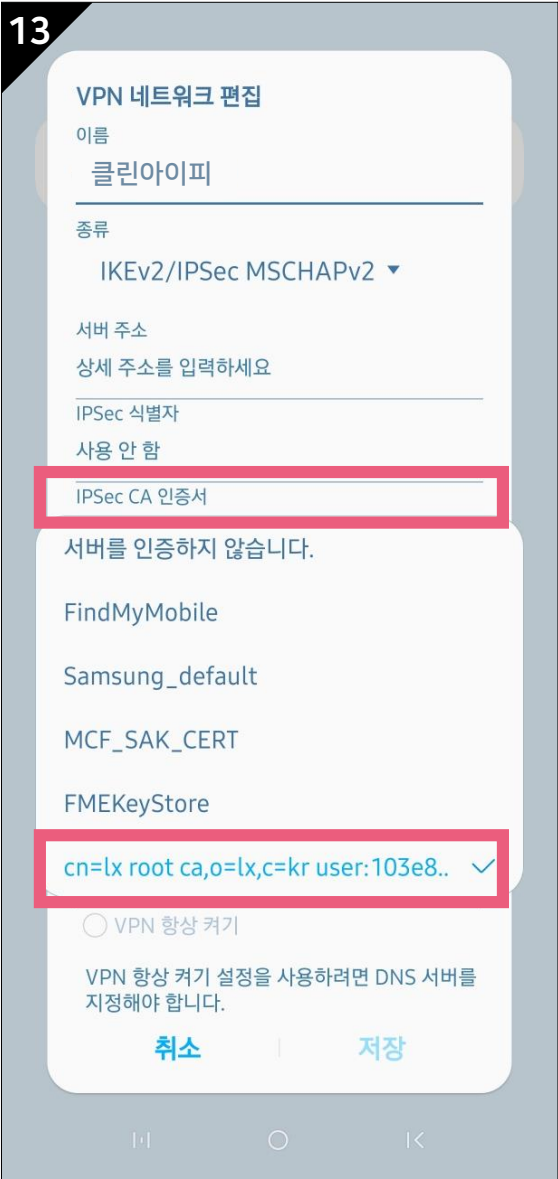 13
VPN 네트워크 편집
이름
클린아이피
종류
IKEv2/IPSec MSCHAPv2
서버 주소
상세 주소를 입력하세요
IPSec 식별자
사용 안 함
IPSec CA 인증서
서버를 인증하지 않습니다.
FindMyMobile
Samsung_default
MCF_SAK_CERT
FMEKeyStore
cn=lx root ca,o=lx,c=kr user:103e8..
VPN 항상 켜기
VPN 항상 켜기 설정을 사용하려면 DNS 서버를
지정해야 합니다.
취소 저장